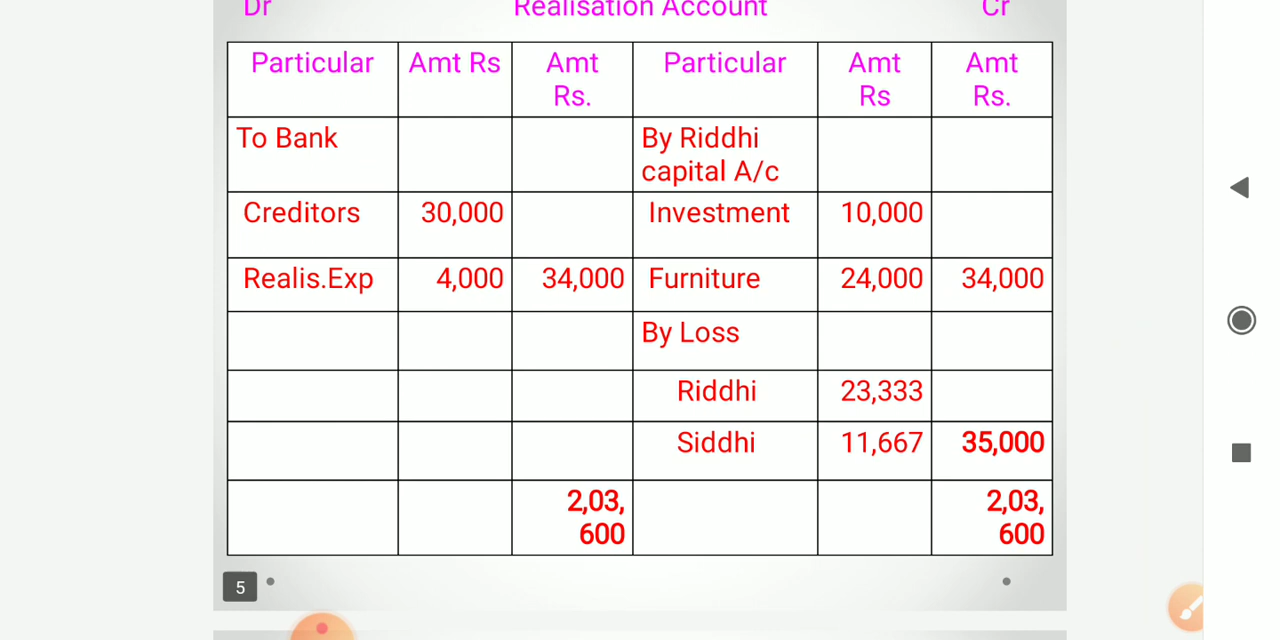 Dr Realisation Account Cr
Particular Amt Rs Amt Rs. Particular Amt Rs Amt Rs.
To Bank By Riddhi capital A/c
Creditors 30,000 Investment 10,000
Realis.Exp 4,000 34,000 Furniture 24,000 34,000
By Loss
Riddhi 23,333
Siddhi 11,667 35,000
2,03,600 2,03,600
5